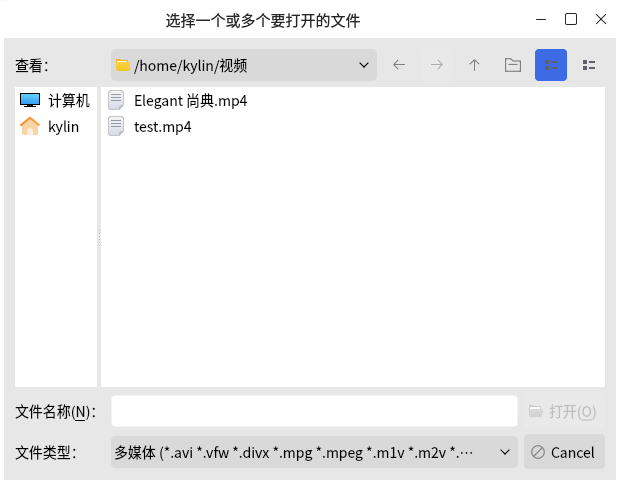 选择一个或多个要打开的文件
查看：
/home/kylin/视频
计算机
kylin
Elegant 尚典.mp4
test.mp4
文件名称(N)：
打开(O)
文件类型：
多媒体 (*.avi *.vfw *.divx *.mpg *.mpeg *.m1v *.m2v *.…
Cancel